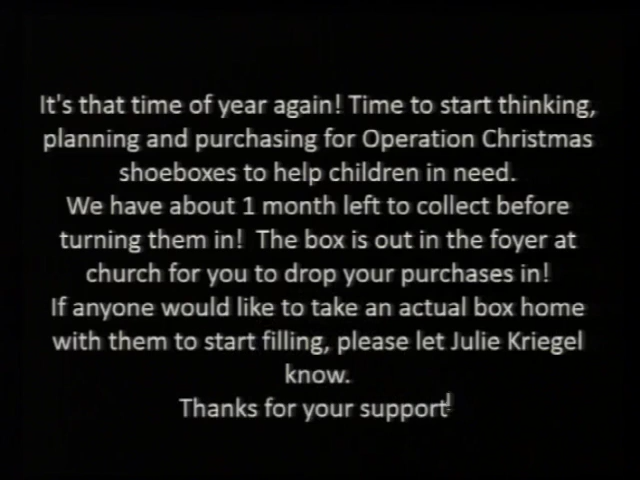 It's that time of year again! Time to start thinking,
planning and purchasing for Operation Christmas
shoeboxes to help children in need.
We have about 1 month left to collect before
turning them in!  The box is out in the foyer at
church for you to drop your purchases in!
If anyone would like to take an actual box home
with them to start filling, please let Julie Kriegel
know.
Thanks for your support!